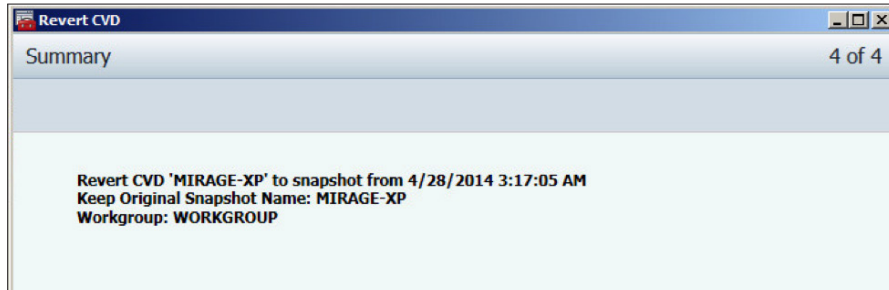 Revert CVD
Summary 4 of 4
Revert CVD 'MIRAGE-XP' to snapshot from 4/28/2014 3:17:05 AM
Keep Original Snapshot Name: MIRAGE-XP
Workgroup: WORKGROUP